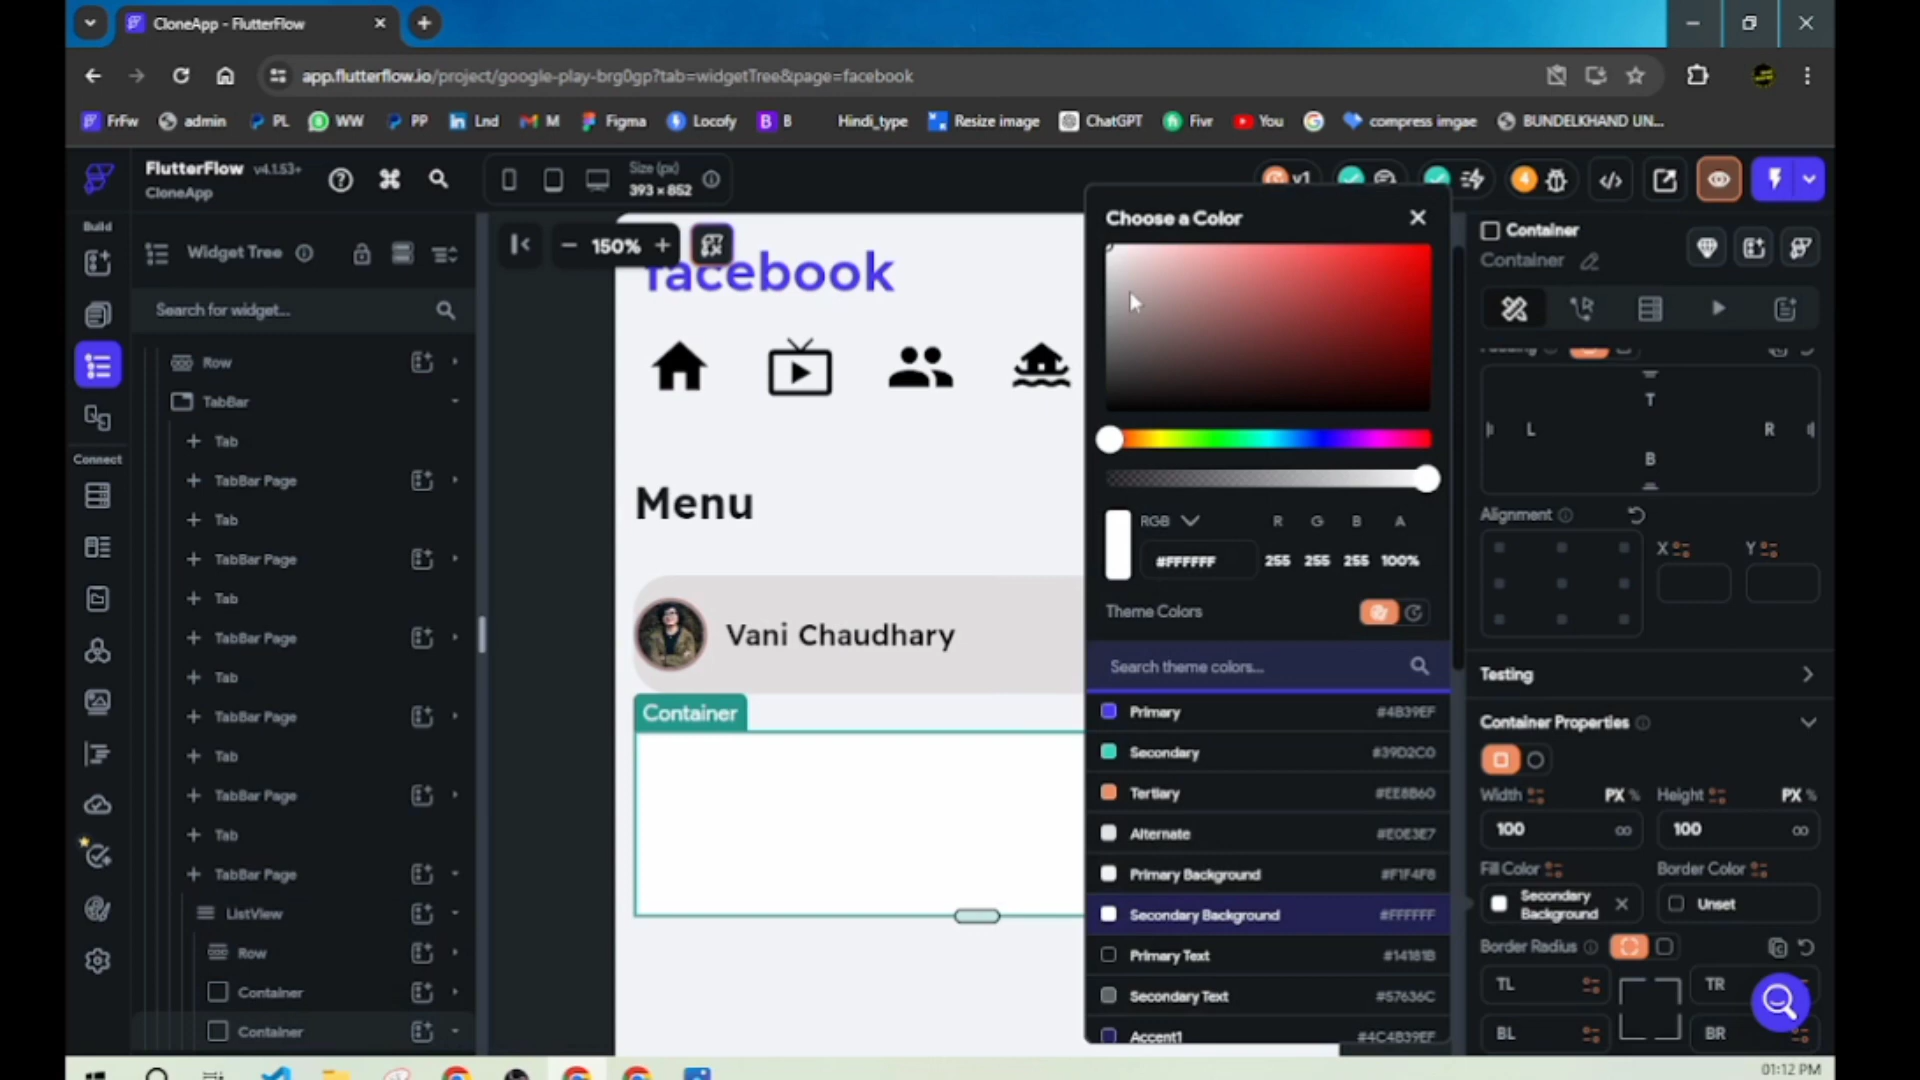 CloneApp - FlutterFlow
app.flutterflow.io/project/google-play-brg0gp?tab=widgetTree&page=facebook
FrFw
admin
PL
WW
PP
Lnd
M
Figma
Locofy
B
Hindi_type
Resize image
ChatGPT
Fivr
You
compress imgae
BUNDELKHAND UN...
FlutterFlow v4.1.53+
CloneApp
Size (px)
393 × 852
v1
4
Build
Connect
Widget Tree
Search for widget...
Row
TabBar
Tab
TabBar Page
Tab
TabBar Page
Tab
TabBar Page
Tab
TabBar Page
Tab
TabBar Page
Tab
TabBar Page
ListView
Row
Container
Container
150%
facebook
Menu
Vani Chaudhary
Container
Choose a Color
RGB
R G B A
#FFFFFF 255 255 255 100%
Theme Colors
Search theme colors...
Primary #4B39EF
Secondary #39D2C0
Tertiary #EE8B60
Alternate #E0E3E7
Primary Background #F1F4F8
Secondary Background #FFFFFF
Primary Text #14181B
Secondary Text #57636C
Accent1 #4C4B39EF
Container
Container
T
L R
B
Alignment
X Y
Testing
Container Properties
Width PX % Height PX %
100 ∞ 100 ∞
Fill Color Border Color
Secondary Background
Unset
Border Radius
TL TR
BL BR
01:12 PM